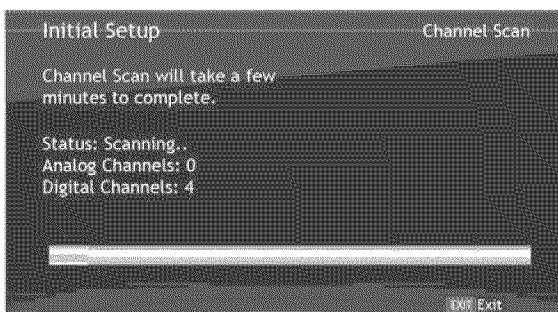 Initial Setup
Channel Scan
Channel Scan will take a few
minutes to complete.
Status: Scanning..
Analog Channels: 0
Digital Channels: 4
EXIT Exit